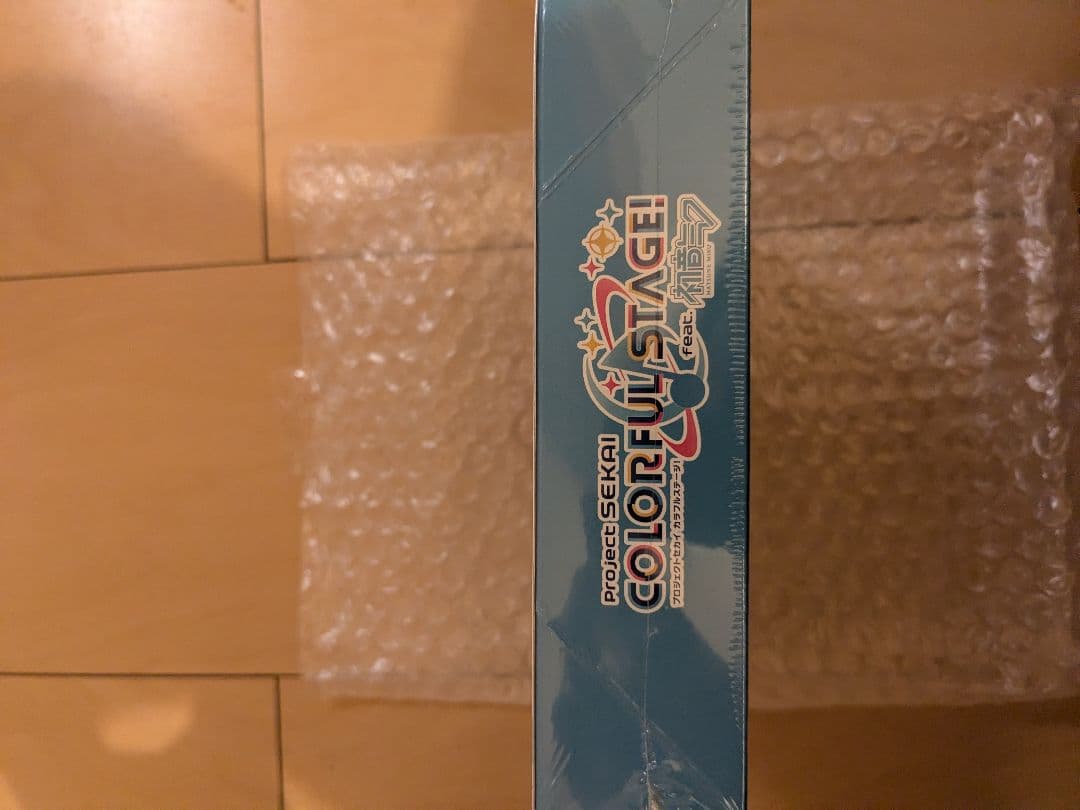 Project SEKAI
COLORFUL STAGE!
プロジェクトセカイ カラフルステージ!
feat. 初音ミク
HATSUNE MIKU